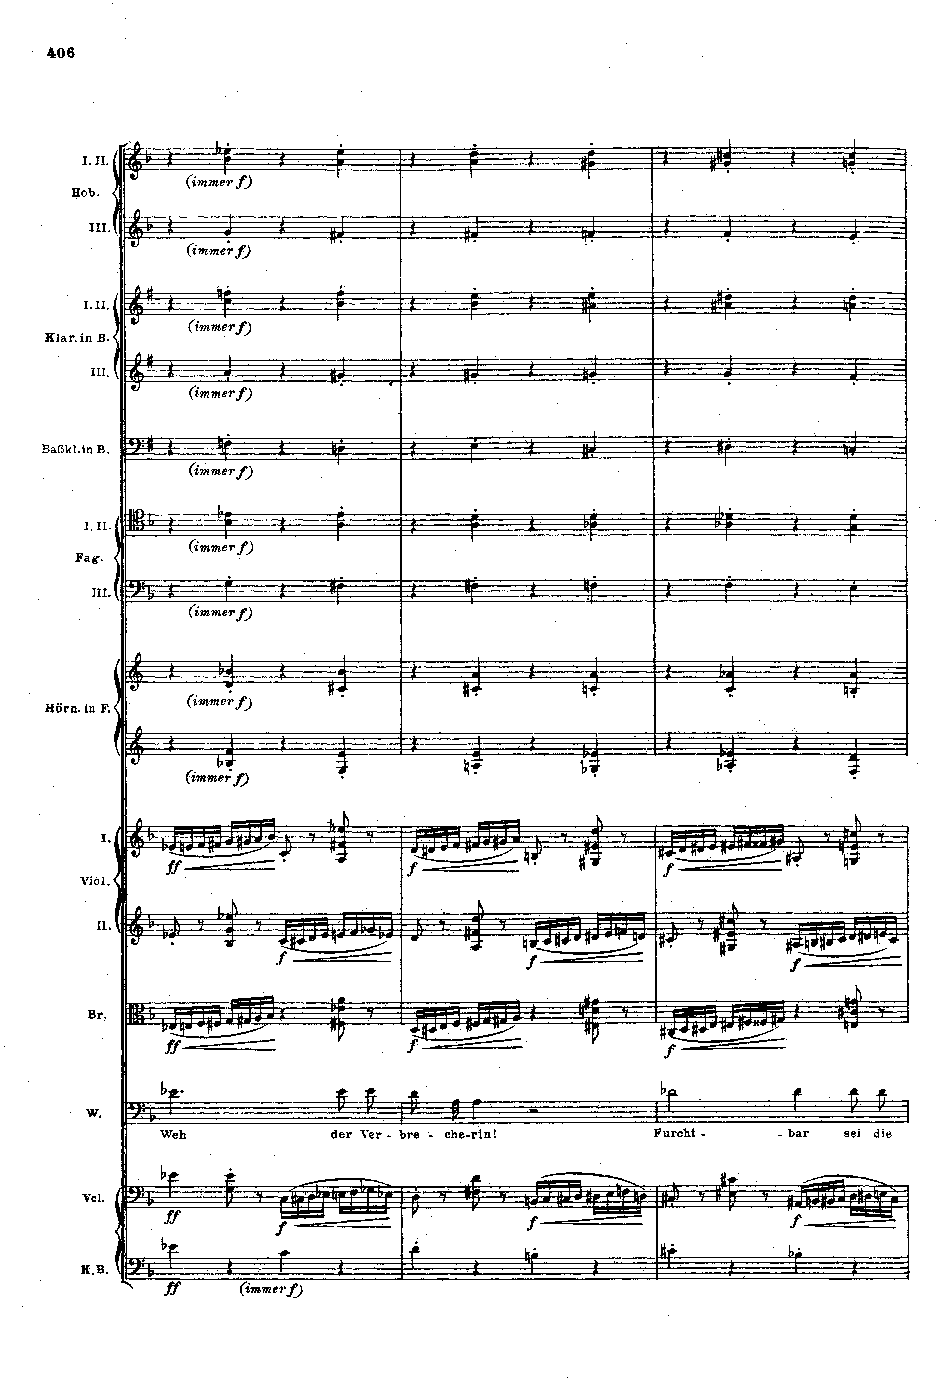 406
I. II.
Hob.
(immer f)
III.
(immer f)
I. II.
(immer f)
Klar. in B.
III.
(immer f)
Baßkl. in B.
(immer f)
I. II.
(immer f)
Fag.
III.
(immer f)
(immer f)
Hörn. in F.
(immer f)
I.
ff f f
Viol.
II.
f f f
Br.
ff f f
W.
Weh der Ver - bre - che-rin! Furcht - - bar sei die
Vcl.
ff f f f
K.B.
ff (immer f)